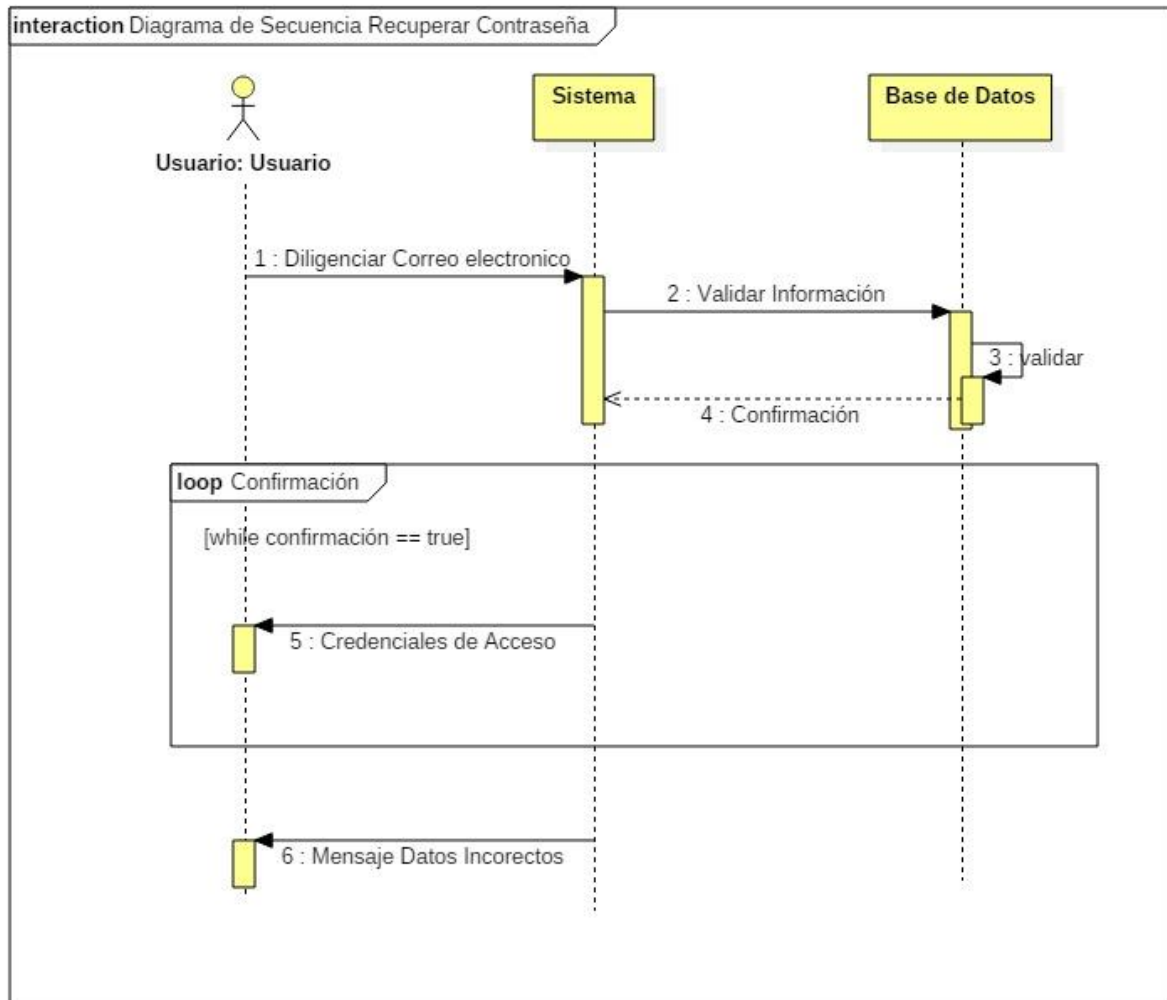 interaction Diagrama de Secuencia Recuperar Contraseña
Usuario: Usuario
Sistema
Base de Datos
1 : Diligenciar Correo electronico
2 : Validar Información
3 : validar
4 : Confirmación
loop Confirmación
[while confirmación == true]
5 : Credenciales de Acceso
6 : Mensaje Datos Incorectos